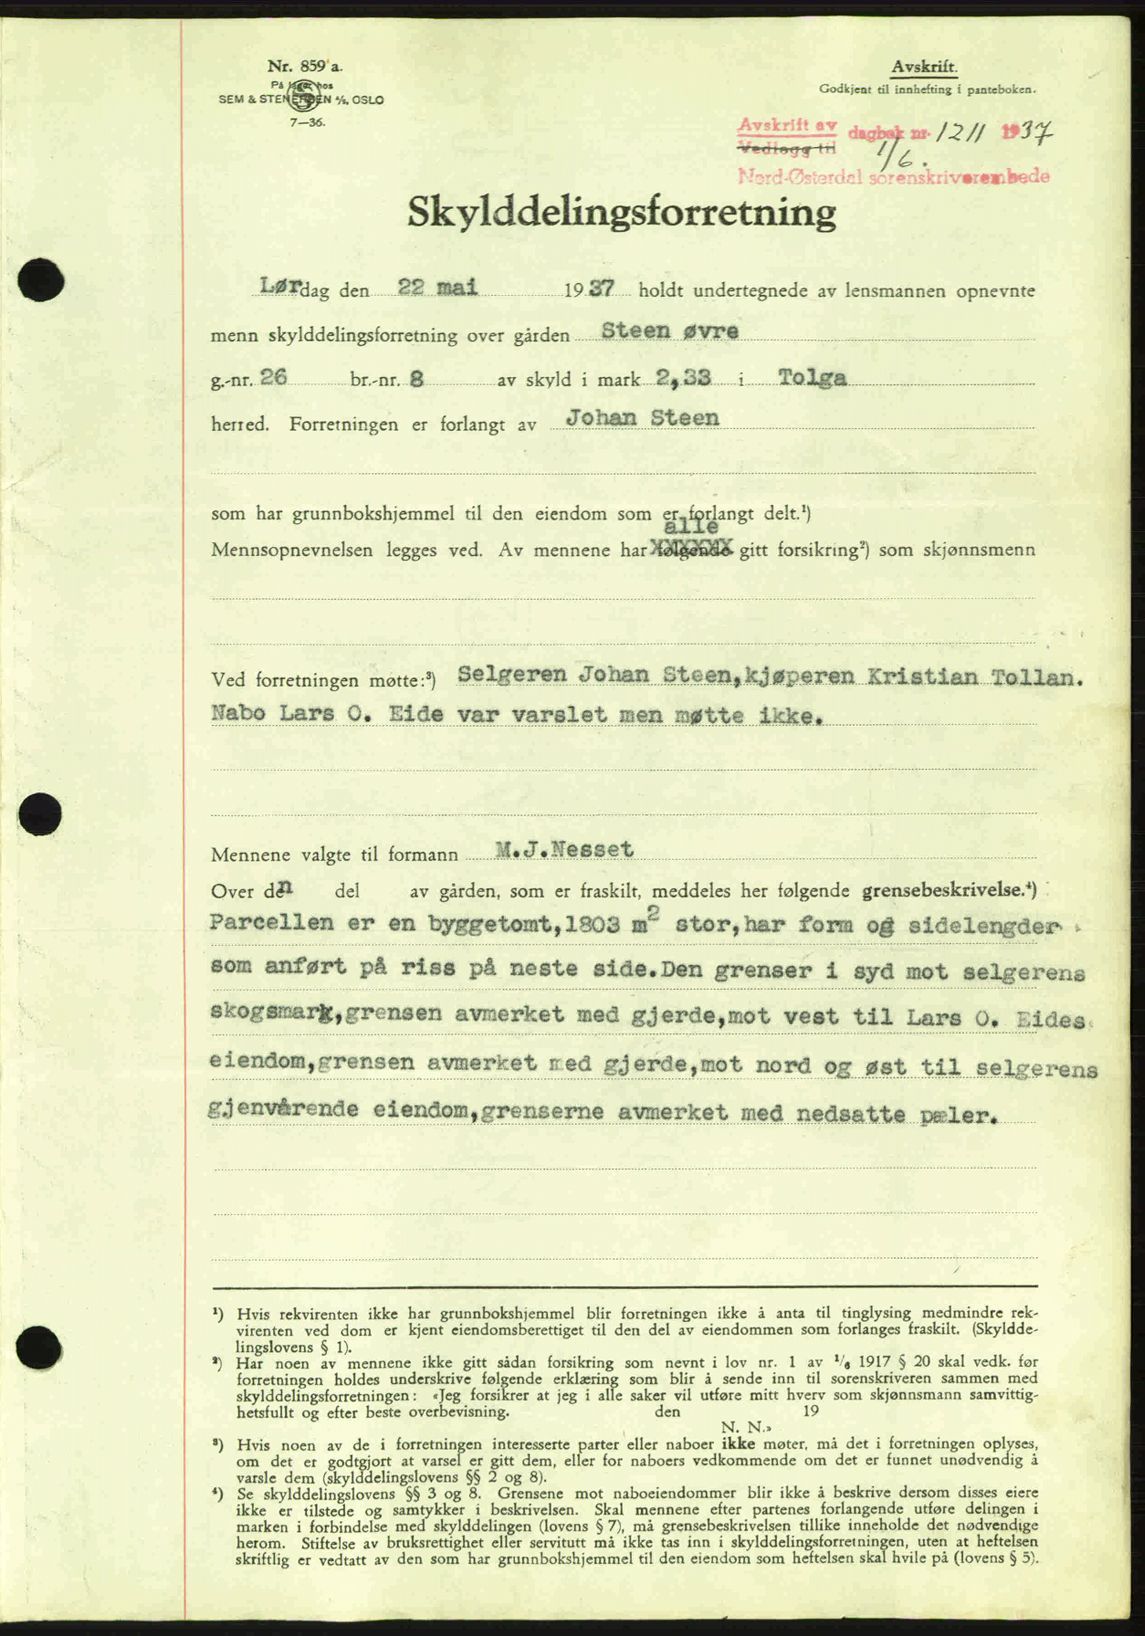 Nr. 859 a.
På lager hos
SEM & STENERSEN A/S, OSLO
7—36.
Avskrift.
Godkjent til innhefting i panteboken.
Avskrift av dagbok nr. 1211 1937
Vedlegg til 1/6.
Nord-Østerdal sorenskriverembede
Skylddelingsforretning
Lørdag den 22 mai 1937 holdt undertegnede av lensmannen opnevnte
menn skylddelingsforretning over gården Steen øvre
g.-nr. 26 br.-nr. 8 av skyld i mark 2,33 i Tolga
herred. Forretningen er forlangt av Johan Steen
som har grunnbokshjemmel til den eiendom som er forlangt delt.¹)
alle
Mennsopnevnelsen legges ved. Av mennene har følgende gitt forsikring²) som skjønnsmenn
Ved forretningen møtte:³) Selgeren Johan Steen,kjøperen Kristian Tollan.
Nabo Lars O. Eide var varslet men møtte ikke.
Mennene valgte til formann M.J.Nesset
Over den del av gården, som er fraskilt, meddeles her følgende grensebeskrivelse.⁴)
Parcellen er en byggetomt,1803 m2 stor,har form og sidelengder
som anført på riss på neste side.Den grenser i syd mot selgerens
skogsmark,grensen avmerket med gjerde,mot vest til Lars O. Eides
eiendom,grensen avmerket med gjerde,mot nord og øst til selgerens
gjenværende eiendom,grenserne avmerket med nedsatte pæler.
¹) Hvis rekvirenten ikke har grunnbokshjemmel blir forretningen ikke å anta til tinglysing medmindre rek-
virenten ved dom er kjent eiendomsberettiget til den del av eiendommen som forlanges fraskilt. (Skyldde-
lingslovens § 1).
²) Har noen av mennene ikke gitt sådan forsikring som nevnt i lov nr. 1 av 1/6 1917 § 20 skal vedk. før
forretningen holdes underskrive følgende erklæring som blir å sende inn til sorenskriveren sammen med
skylddelingsforretningen: «Jeg forsikrer at jeg i alle saker vil utføre mitt hverv som skjønnsmann samvittig-
hetsfullt og efter beste overbevisning. den 19
N. N.»
³) Hvis noen av de i forretningen interesserte parter eller naboer ikke møter, må det i forretningen oplyses,
om det er godtgjort at varsel er gitt dem, eller for naboers vedkommende om det er funnet unødvendig å
varsle dem (skylddelingslovens §§ 2 og 8).
⁴) Se skylddelingslovens §§ 3 og 8. Grensene mot naboeiendommer blir ikke å beskrive dersom disses eiere
ikke er tilstede og samtykker i beskrivelsen. Skal mennene efter partenes forlangende utføre delingen i
marken i forbindelse med skylddelingen (lovens § 7), må grensebeskrivelsen tillike inneholde det nødvendige
herom. Stiftelse av bruksrettighet eller servitutt må ikke tas inn i skylddelingsforretningen, uten at heftelsen
skriftlig er vedtatt av den som har grunnbokshjemmel til den eiendom som heftelsen skal hvile på (lovens § 5).